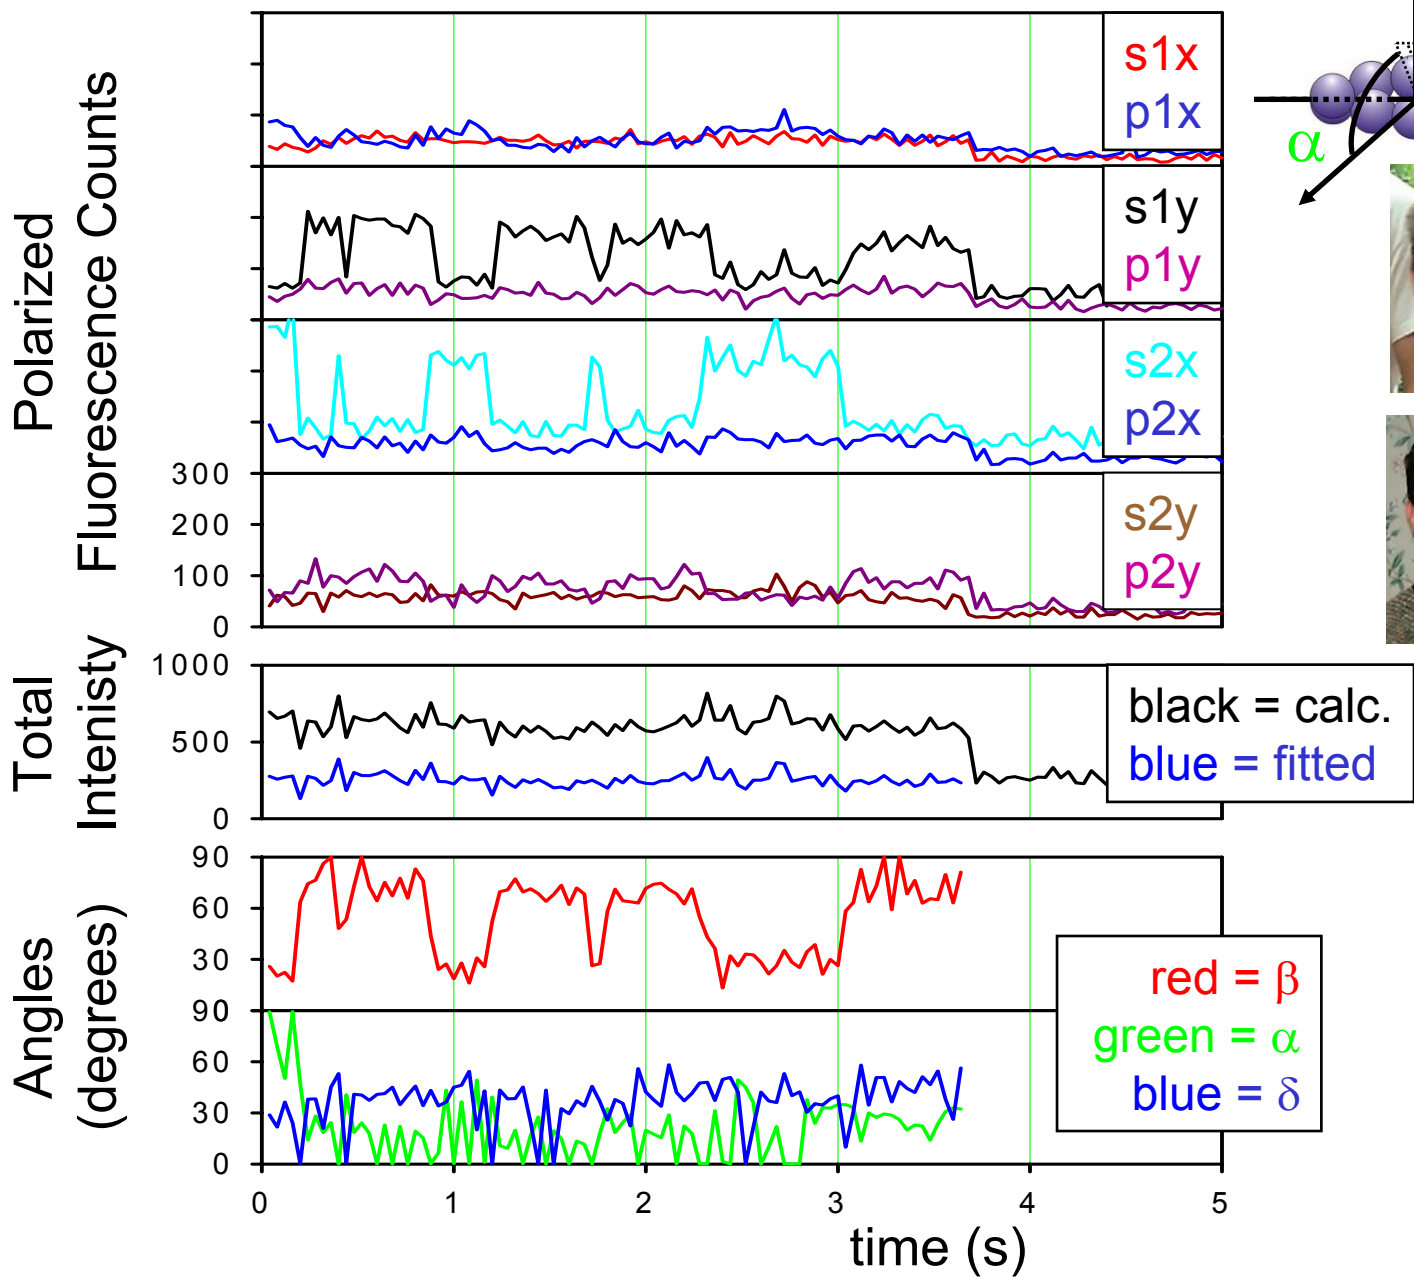 Polarized
Fluorescence Counts
s1x
p1x
s1y
p1y
s2x
p2x
300
200
100
0
s2y
p2y
α
Total
Intenisty
1000
500
0
black = calc.
blue = fitted
Angles
(degrees)
90
60
30
90
60
30
0
red = β
green = α
blue = δ
0 1 2 3 4 5
time (s)